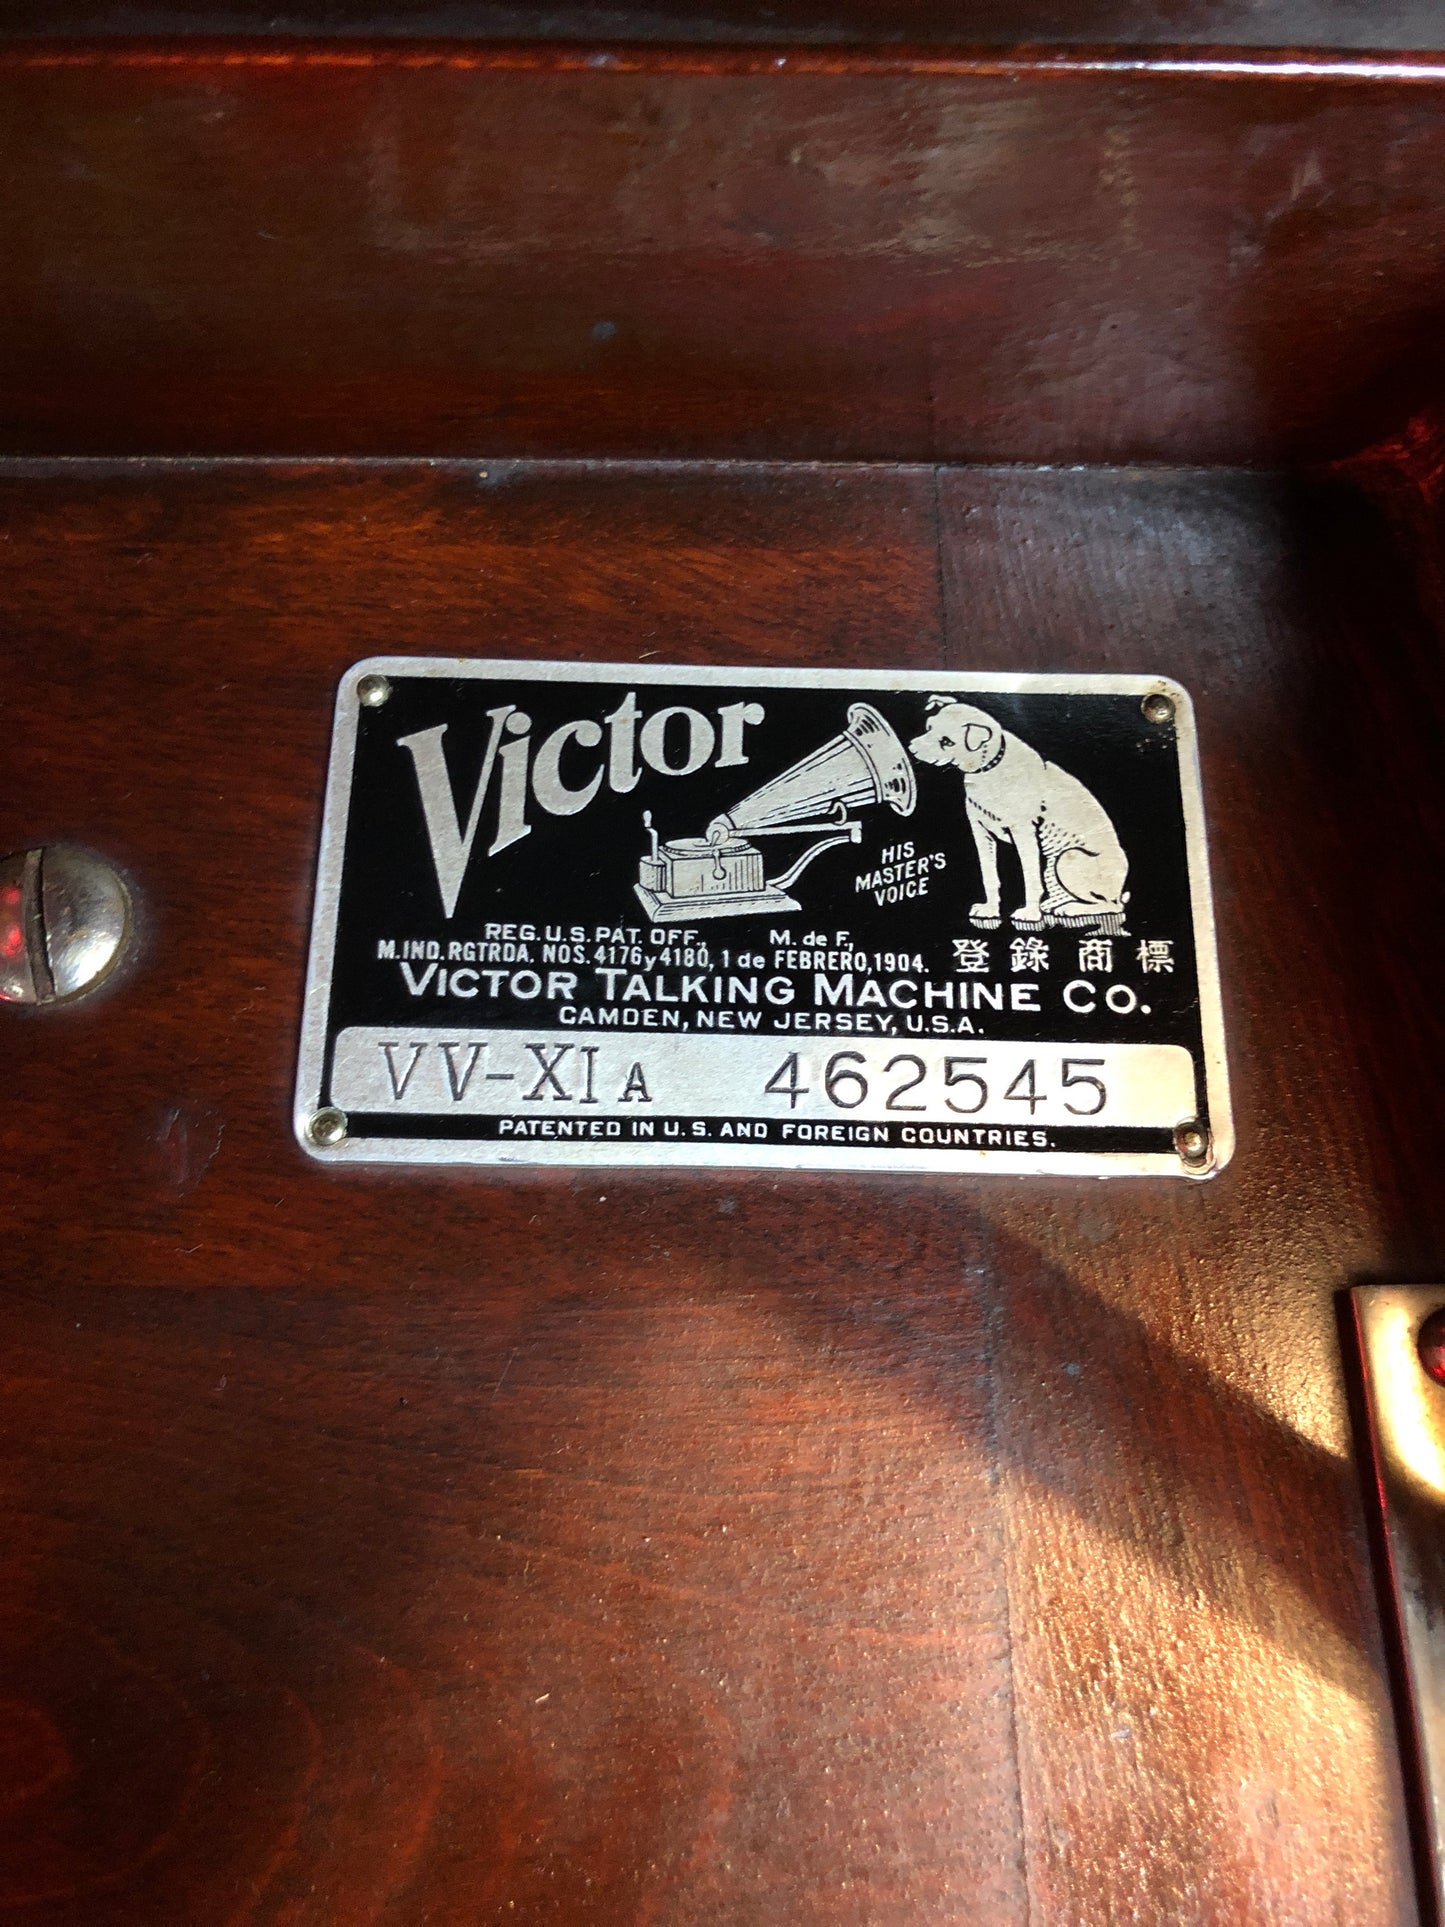 Victor
HIS
MASTER'S
VOICE
REG. U.S. PAT. OFF., M. de F.,
M.IND. RGTRDA. NOS. 4176 y 4180, 1 de FEBRERO, 1904. 登錄商標
VICTOR TALKING MACHINE CO.
CAMDEN, NEW JERSEY, U.S.A.
VV-XIA 462545
PATENTED IN U.S. AND FOREIGN COUNTRIES.